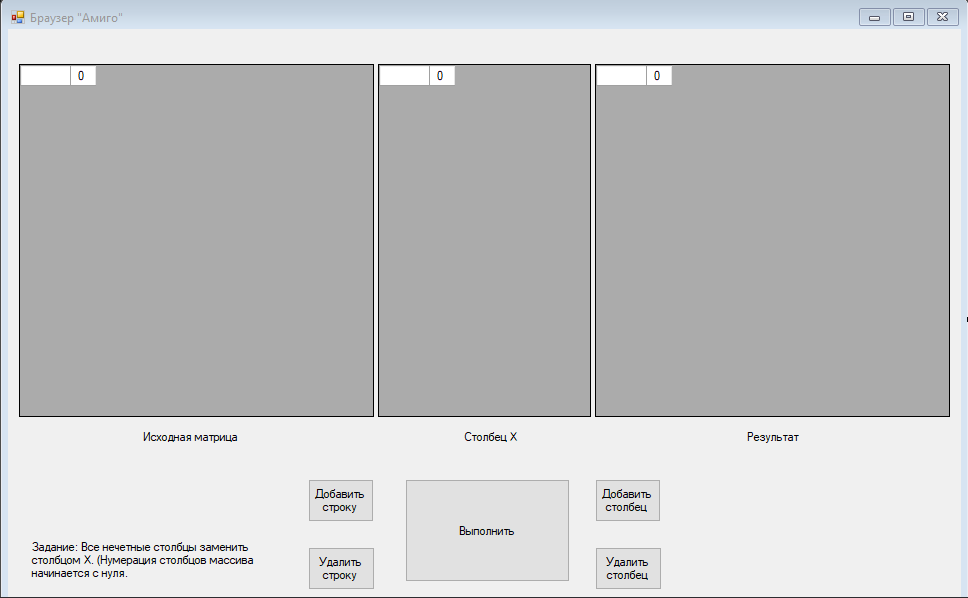 Браузер "Амиго"
0
0
0
Исходная матрица
Столбец X
Результат
Добавить
строку
Выполнить
Добавить
столбец
Задание: Все нечетные столбцы заменить
столбцом X. (Нумерация столбцов массива
начинается с нуля.
Удалить
строку
Удалить
столбец